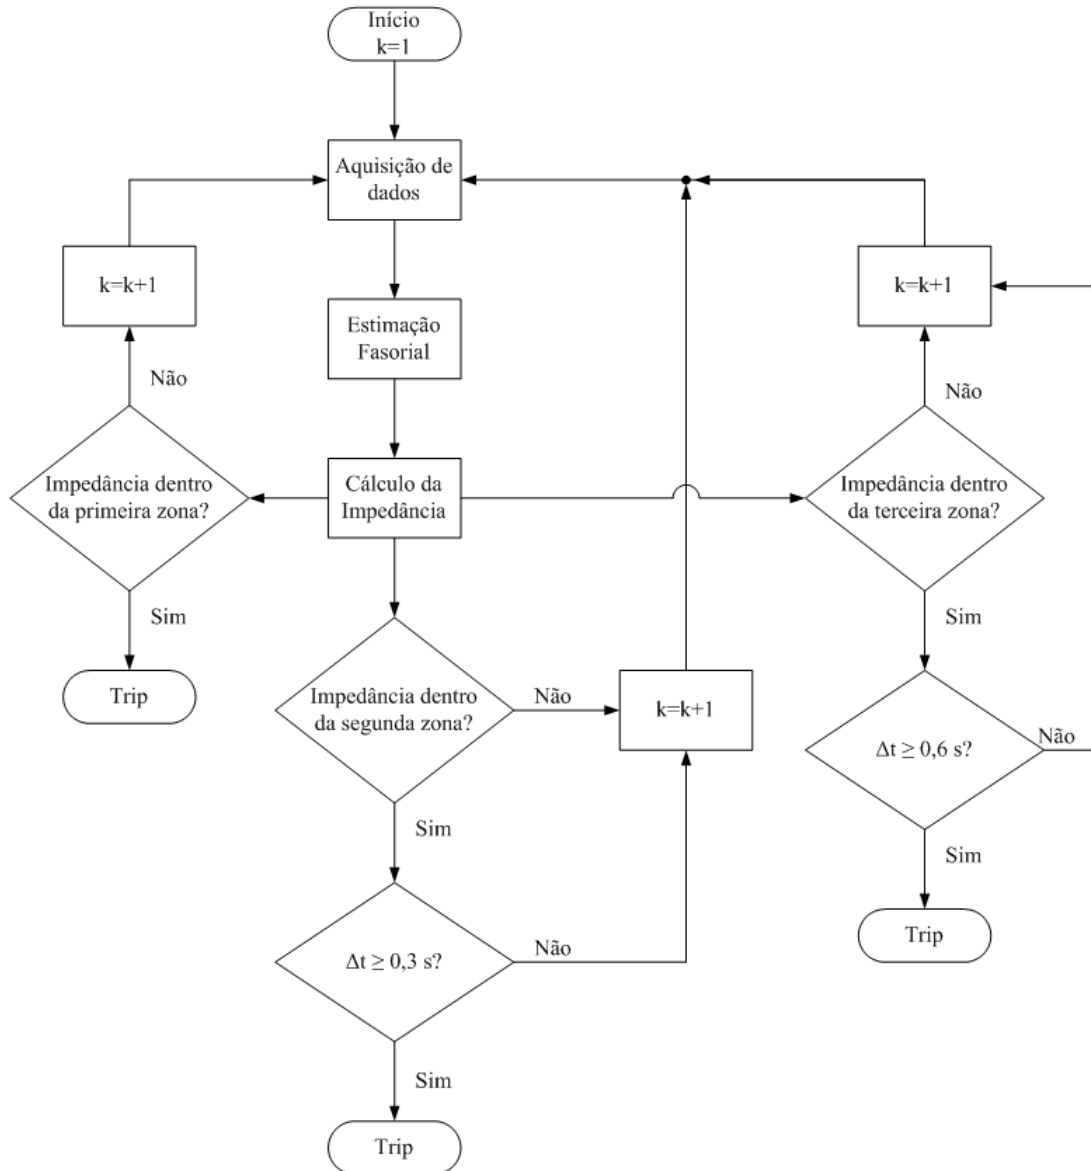 Início
k=1
Aquisição de
dados
k=k+1
k=k+1
Estimação
Fasorial
Não
Não
Impedância dentro
da primeira zona?
Cálculo da
Impedância
Impedância dentro
da terceira zona?
Sim
Sim
Trip
Impedância dentro
da segunda zona?
Não
k=k+1
Δt ≥ 0,6 s?
Não
Sim
Sim
Trip
Δt ≥ 0,3 s?
Não
Sim
Trip